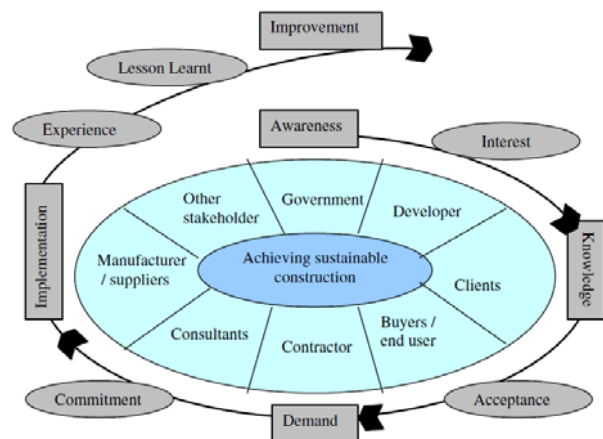 Improvement
Lesson Learnt
Experience
Awareness
Interest
Other
stakeholder
Government
Developer
Implementation
Manufacturer
/ suppliers
Achieving sustainable
construction
Clients
Knowledge
Consultants
Contractor
Buyers /
end user
Commitment
Demand
Acceptance